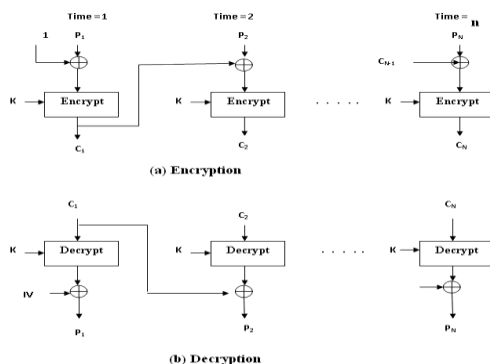 Time = 1 Time = 2 Time = n
1 P1 P2 PN
CN-1
K Encrypt K Encrypt . . . . . K Encrypt
C1 C2 CN
(a) Encryption
C1 C2 CN
K Decrypt K Decrypt . . . . . K Decrypt
IV
P1 P2 PN
(b) Decryption